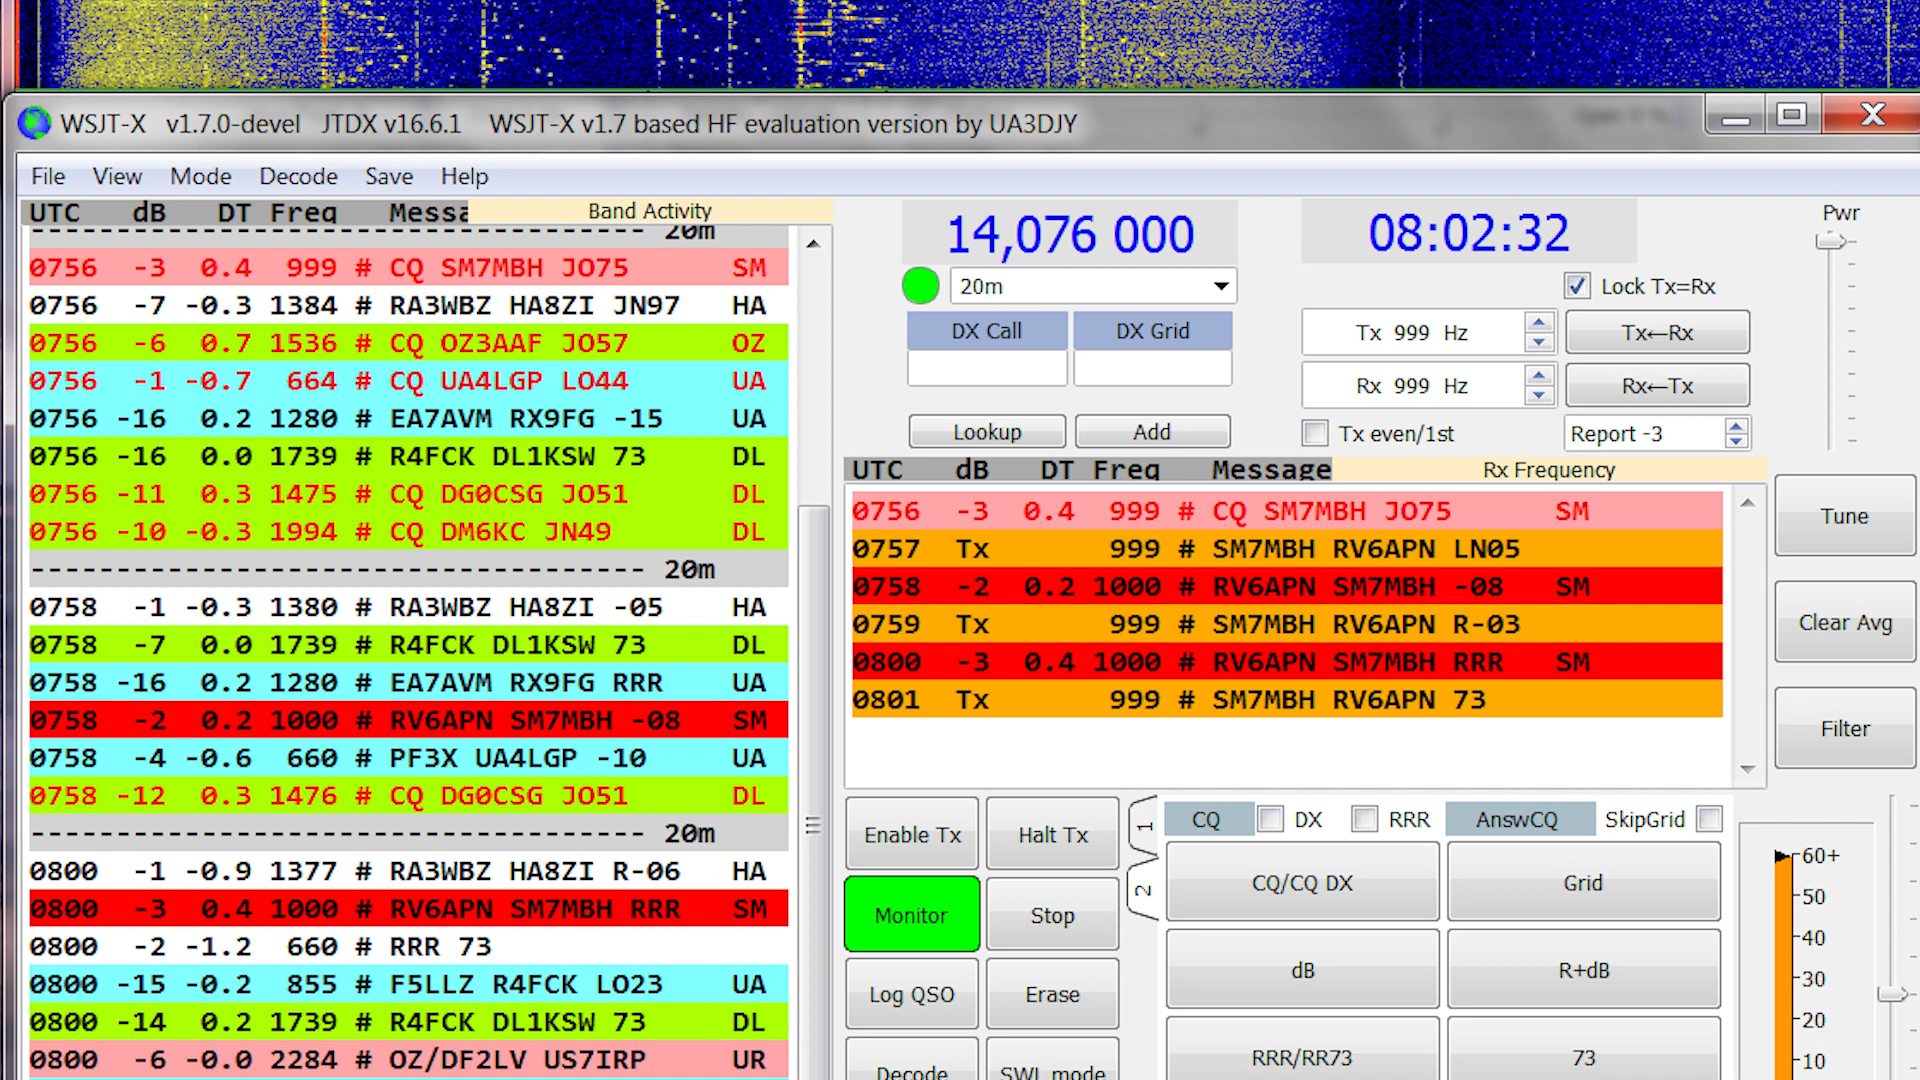 WSJT-X v1.7.0-devel JTDX v16.6.1 WSJT-X v1.7 based HF evaluation version by UA3DJY
File View Mode Decode Save Help
UTC dB DT Freq Messa Band Activity
------------------------------------ 20m
0756 -3 0.4 999 # CQ SM7MBH JO75 SM
0756 -7 -0.3 1384 # RA3WBZ HA8ZI JN97 HA
0756 -6 0.7 1536 # CQ OZ3AAF JO57 OZ
0756 -1 -0.7 664 # CQ UA4LGP LO44 UA
0756 -16 0.2 1280 # EA7AVM RX9FG -15 UA
0756 -16 0.0 1739 # R4FCK DL1KSW 73 DL
0756 -11 0.3 1475 # CQ DG0CSG JO51 DL
0756 -10 -0.3 1994 # CQ DM6KC JN49 DL
------------------------------------ 20m
0758 -1 -0.3 1380 # RA3WBZ HA8ZI -05 HA
0758 -7 0.0 1739 # R4FCK DL1KSW 73 DL
0758 -16 0.2 1280 # EA7AVM RX9FG RRR UA
0758 -2 0.2 1000 # RV6APN SM7MBH -08 SM
0758 -4 -0.6 660 # PF3X UA4LGP -10 UA
0758 -12 0.3 1476 # CQ DG0CSG JO51 DL
------------------------------------ 20m
0800 -1 -0.9 1377 # RA3WBZ HA8ZI R-06 HA
0800 -3 0.4 1000 # RV6APN SM7MBH RRR SM
0800 -2 -1.2 660 # RRR 73
0800 -15 -0.2 855 # F5LLZ R4FCK LO23 UA
0800 -14 0.2 1739 # R4FCK DL1KSW 73 DL
0800 -6 -0.0 2284 # OZ/DF2LV US7IRP UR
14,076 000
08:02:32
Pwr
20m
Lock Tx=Rx
DX Call DX Grid
Tx 999 Hz Tx←Rx
Rx 999 Hz Rx←Tx
Lookup Add
Tx even/1st Report -3
UTC dB DT Freq Message Rx Frequency
0756 -3 0.4 999 # CQ SM7MBH JO75 SM
0757 Tx 999 # SM7MBH RV6APN LN05
0758 -2 0.2 1000 # RV6APN SM7MBH -08 SM
0759 Tx 999 # SM7MBH RV6APN R-03
0800 -3 0.4 1000 # RV6APN SM7MBH RRR SM
0801 Tx 999 # SM7MBH RV6APN 73
Tune
Clear Avg
Filter
Enable Tx Halt Tx
Monitor Stop
Log QSO Erase
Decode SWL mode
1
2
CQ DX RRR AnswCQ SkipGrid
CQ/CQ DX Grid
dB R+dB
RRR/RR73 73
60+
50
40
30
20
10